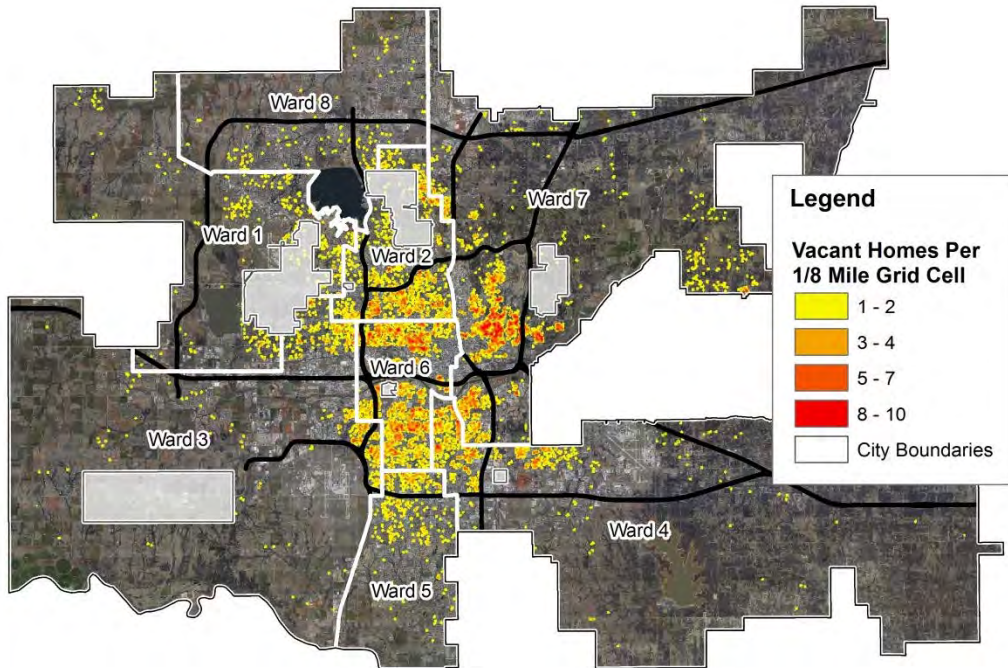 Ward 8
Ward 7
Ward 1
Ward 2
Ward 6
Ward 3
Ward 4
Ward 5
Legend
Vacant Homes Per
1/8 Mile Grid Cell
1 - 2
3 - 4
5 - 7
8 - 10
City Boundaries